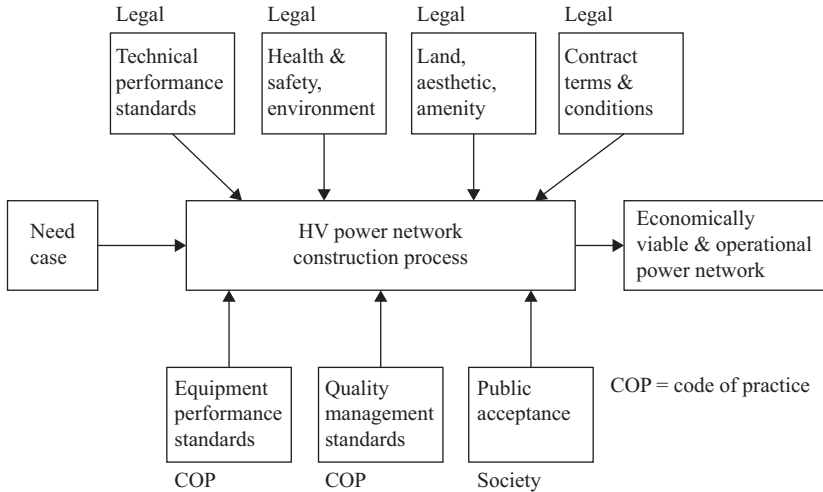 Legal
Legal
Legal
Legal
Technical
performance
standards
Health &
safety,
environment
Land,
aesthetic,
amenity
Contract
terms &
conditions
Need
case
HV power network
construction process
Economically
viable & operational
power network
Equipment
performance
standards
Quality
management
standards
Public
acceptance
COP = code of practice
COP
COP
Society